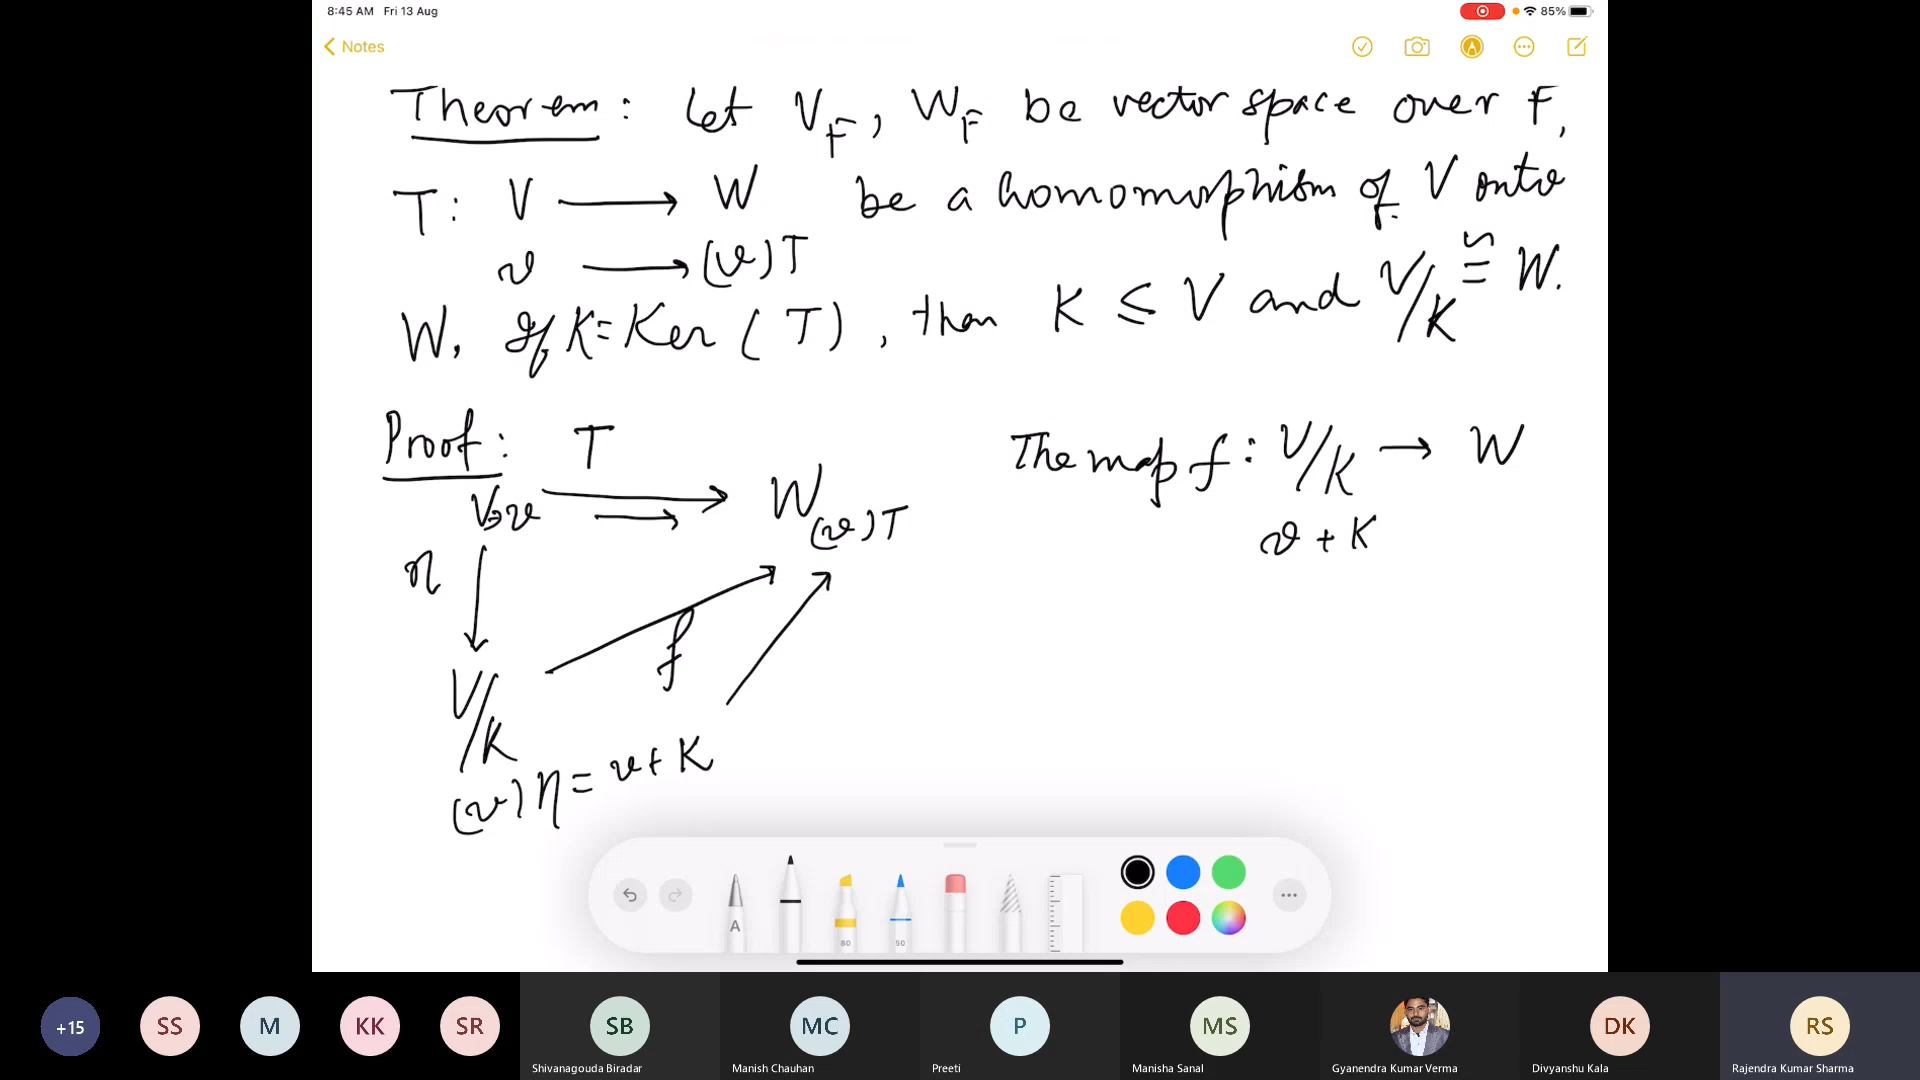 8:45 AM Fri 13 Aug
85%
Notes
Theorem: Let V_F, W_F be vector space over F,
T: V → W be a homomorphism of V onto
v → (v)T
W. If K = Ker (T), then K ≤ V and V/K ≅ W.
Proof: T
V∋v → W (v)T
η
f
V/K
(v)η = v + K
The map f: V/K → W
v + K
A
80
50
+15
SS
M
KK
SR
SB
Shivanagouda Biradar
MC
Manish Chauhan
P
Preeti
MS
Manisha Sanal
Gyanendra Kumar Verma
DK
Divyanshu Kala
RS
Rajendra Kumar Sharma